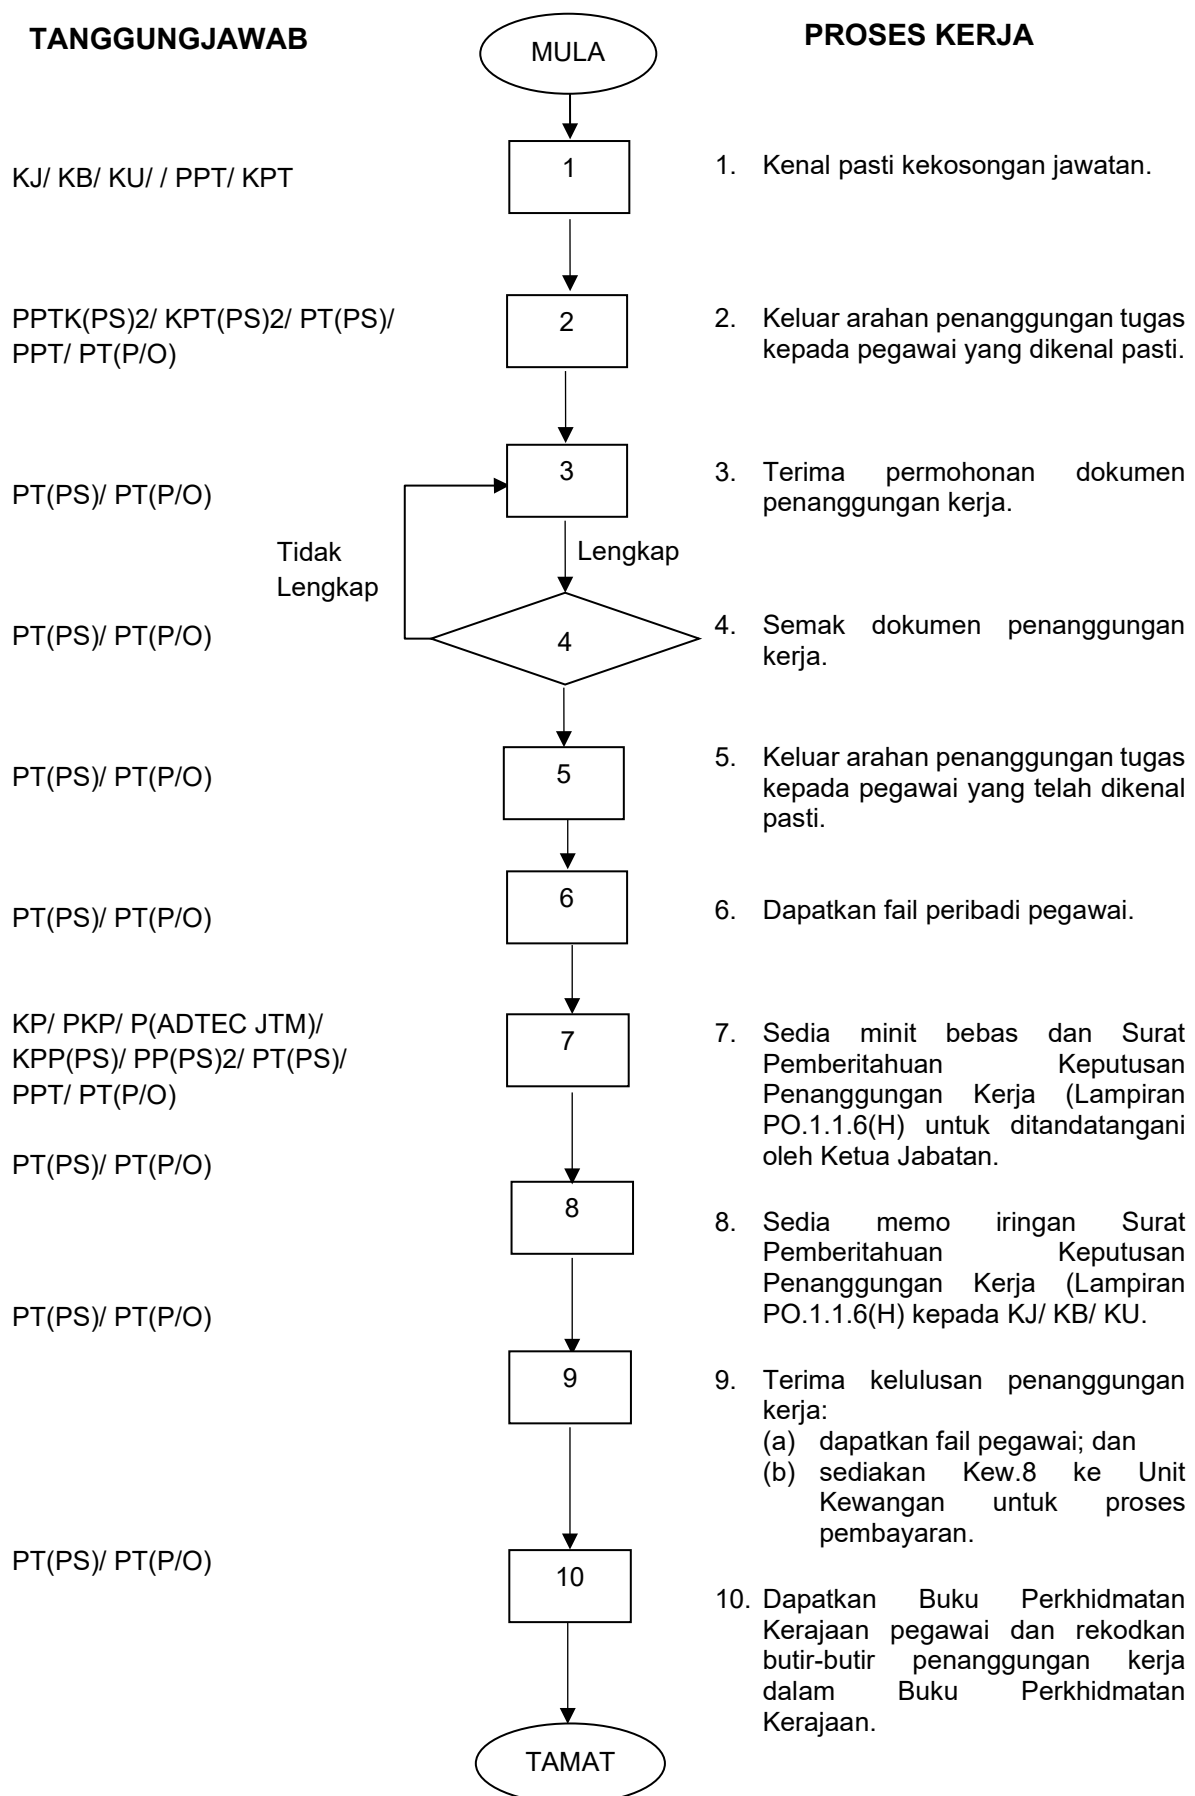 TANGGUNGJAWAB
MULA
PROSES KERJA
KJ/ KB/ KU/ / PPT/ KPT
1
1. Kenal pasti kekosongan jawatan.
PPTK(PS)2/ KPT(PS)2/ PT(PS)/
PPT/ PT(P/O)
2
2. Keluar arahan penanggungan tugas
kepada pegawai yang dikenal pasti.
PT(PS)/ PT(P/O)
3
3. Terima permohonan dokumen
penanggungan kerja.
Tidak
Lengkap
Lengkap
PT(PS)/ PT(P/O)
4
4. Semak dokumen penanggungan
kerja.
PT(PS)/ PT(P/O)
5
5. Keluar arahan penanggungan tugas
kepada pegawai yang telah dikenal
pasti.
PT(PS)/ PT(P/O)
6
6. Dapatkan fail peribadi pegawai.
KP/ PKP/ P(ADTEC JTM)/
KPP(PS)/ PP(PS)2/ PT(PS)/
PPT/ PT(P/O)
7
7. Sedia minit bebas dan Surat
Pemberitahuan Keputusan
Penanggungan Kerja (Lampiran
PO.1.1.6(H) untuk ditandatangani
oleh Ketua Jabatan.
PT(PS)/ PT(P/O)
8
8. Sedia memo iringan Surat
Pemberitahuan Keputusan
Penanggungan Kerja (Lampiran
PO.1.1.6(H) kepada KJ/ KB/ KU.
PT(PS)/ PT(P/O)
9
9. Terima kelulusan penanggungan
kerja:
(a) dapatkan fail pegawai; dan
(b) sediakan Kew.8 ke Unit
Kewangan untuk proses
pembayaran.
PT(PS)/ PT(P/O)
10
10. Dapatkan Buku Perkhidmatan
Kerajaan pegawai dan rekodkan
butir-butir penanggungan kerja
dalam Buku Perkhidmatan
Kerajaan.
TAMAT